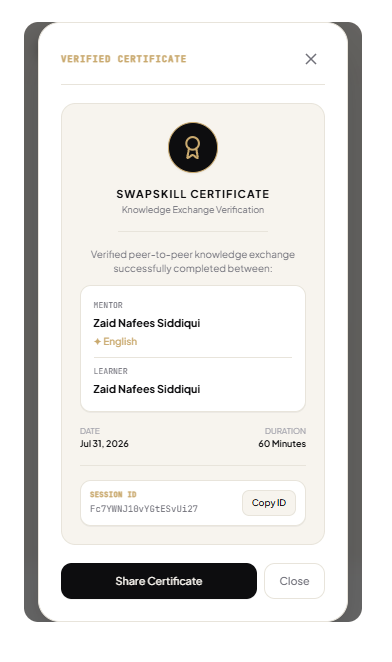 VERIFIED CERTIFICATE
SWAPSKILL CERTIFICATE
Knowledge Exchange Verification
Verified peer-to-peer knowledge exchange
successfully completed between:
MENTOR
Zaid Nafees Siddiqui
✦ English
LEARNER
Zaid Nafees Siddiqui
DATE
Jul 31, 2026
DURATION
60 Minutes
SESSION ID
Fc7YWNJ10vYGtESvUi27
Copy ID
Share Certificate
Close